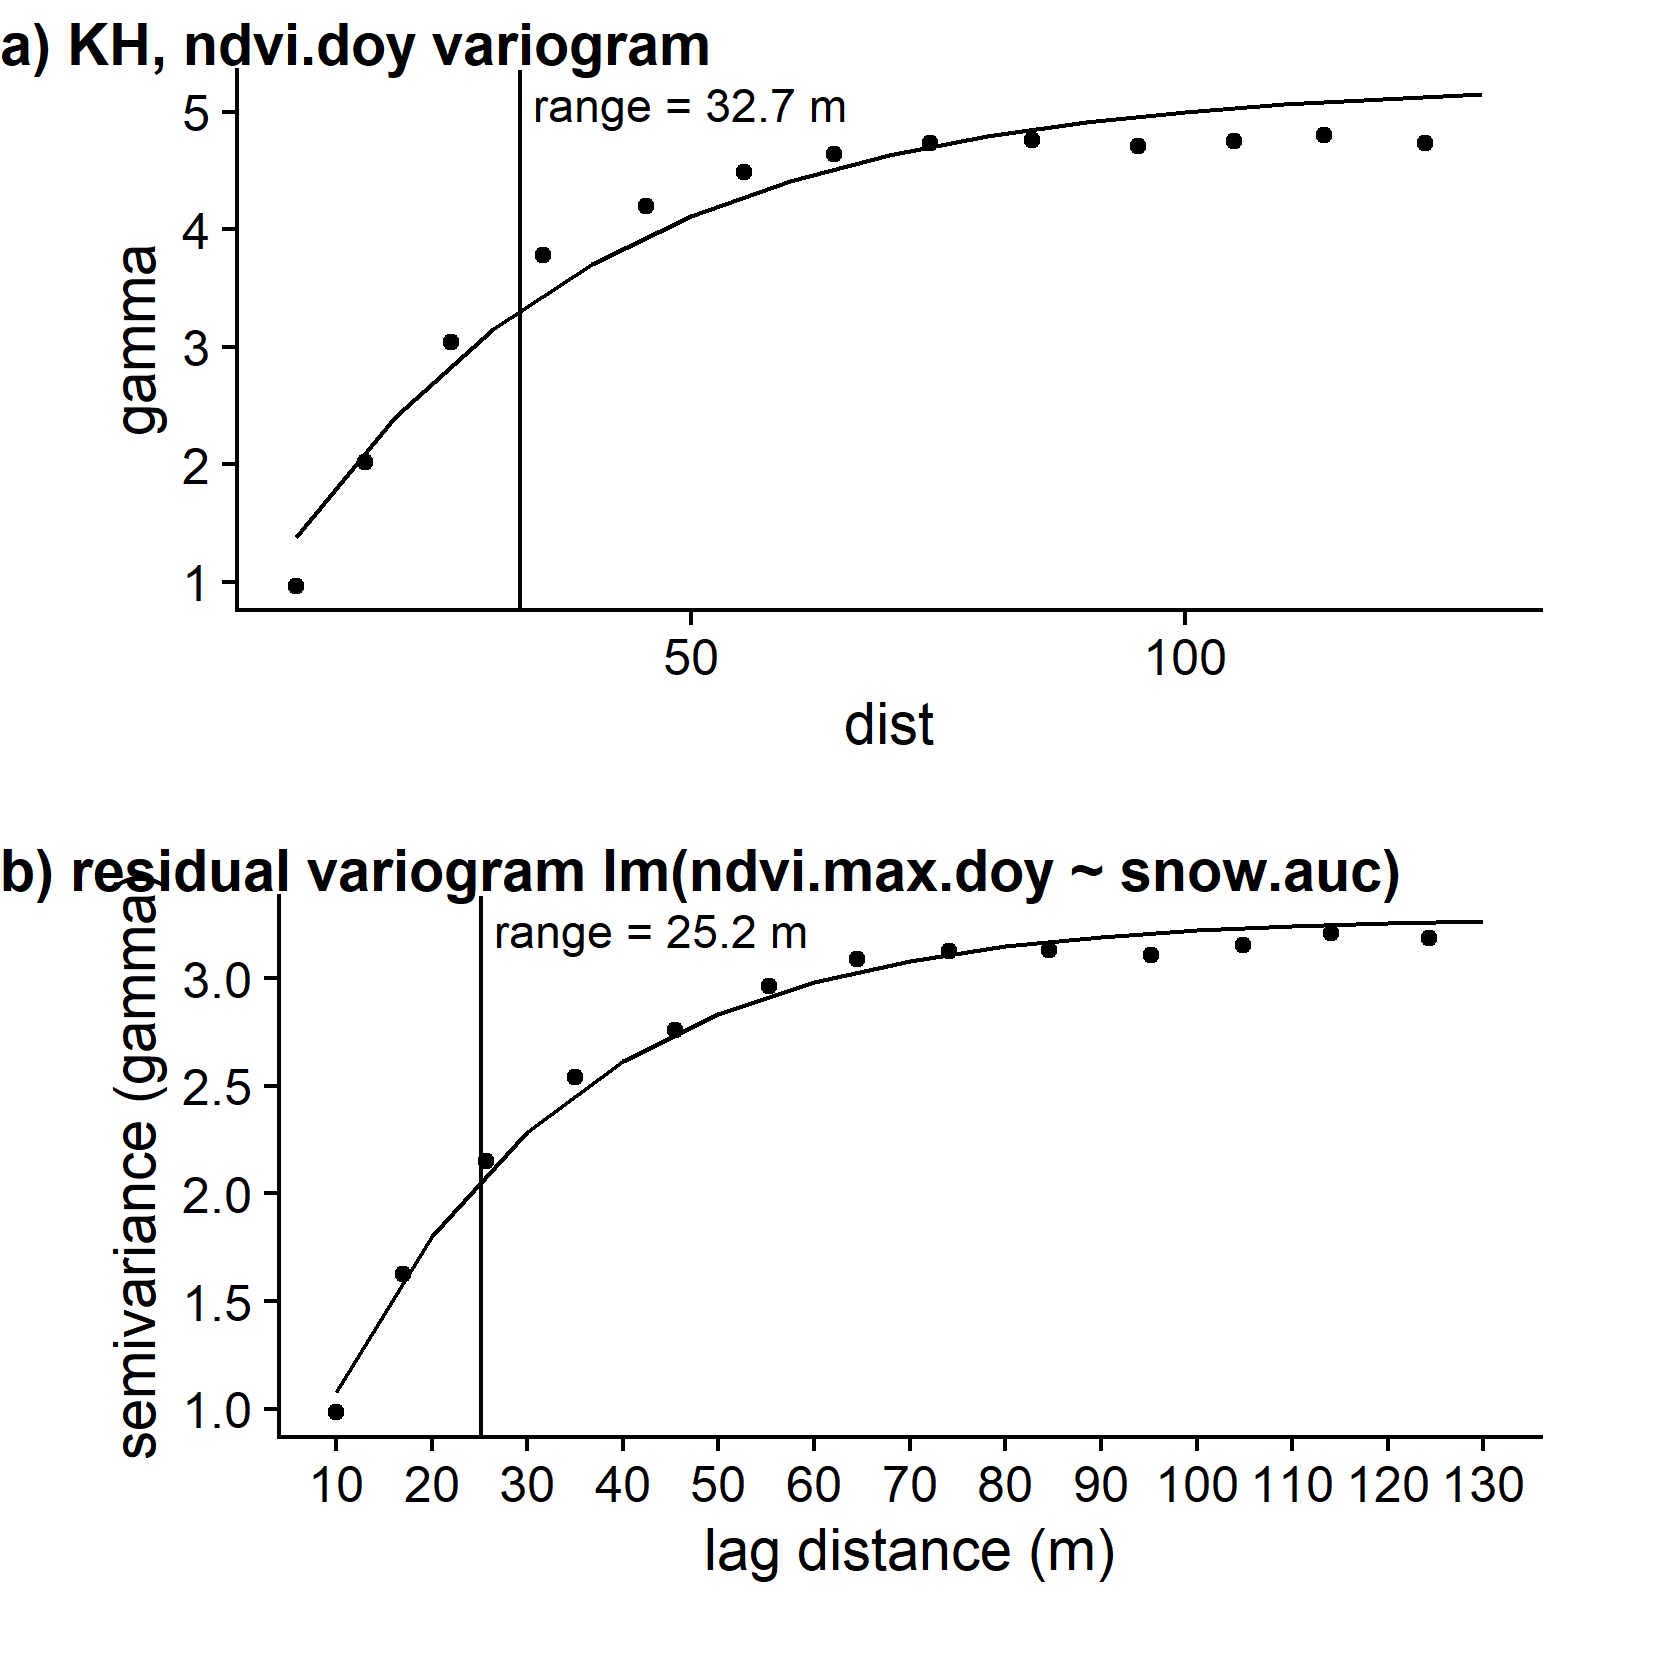 a) KH, ndvi.doy variogram
range = 32.7 m
5
4
3
2
1
gamma
50 100
dist
b) residual variogram lm(ndvi.max.doy ~ snow.auc)
range = 25.2 m
3.0
2.5
2.0
1.5
1.0
semivariance (gamma)
10 20 30 40 50 60 70 80 90 100 110 120 130
lag distance (m)